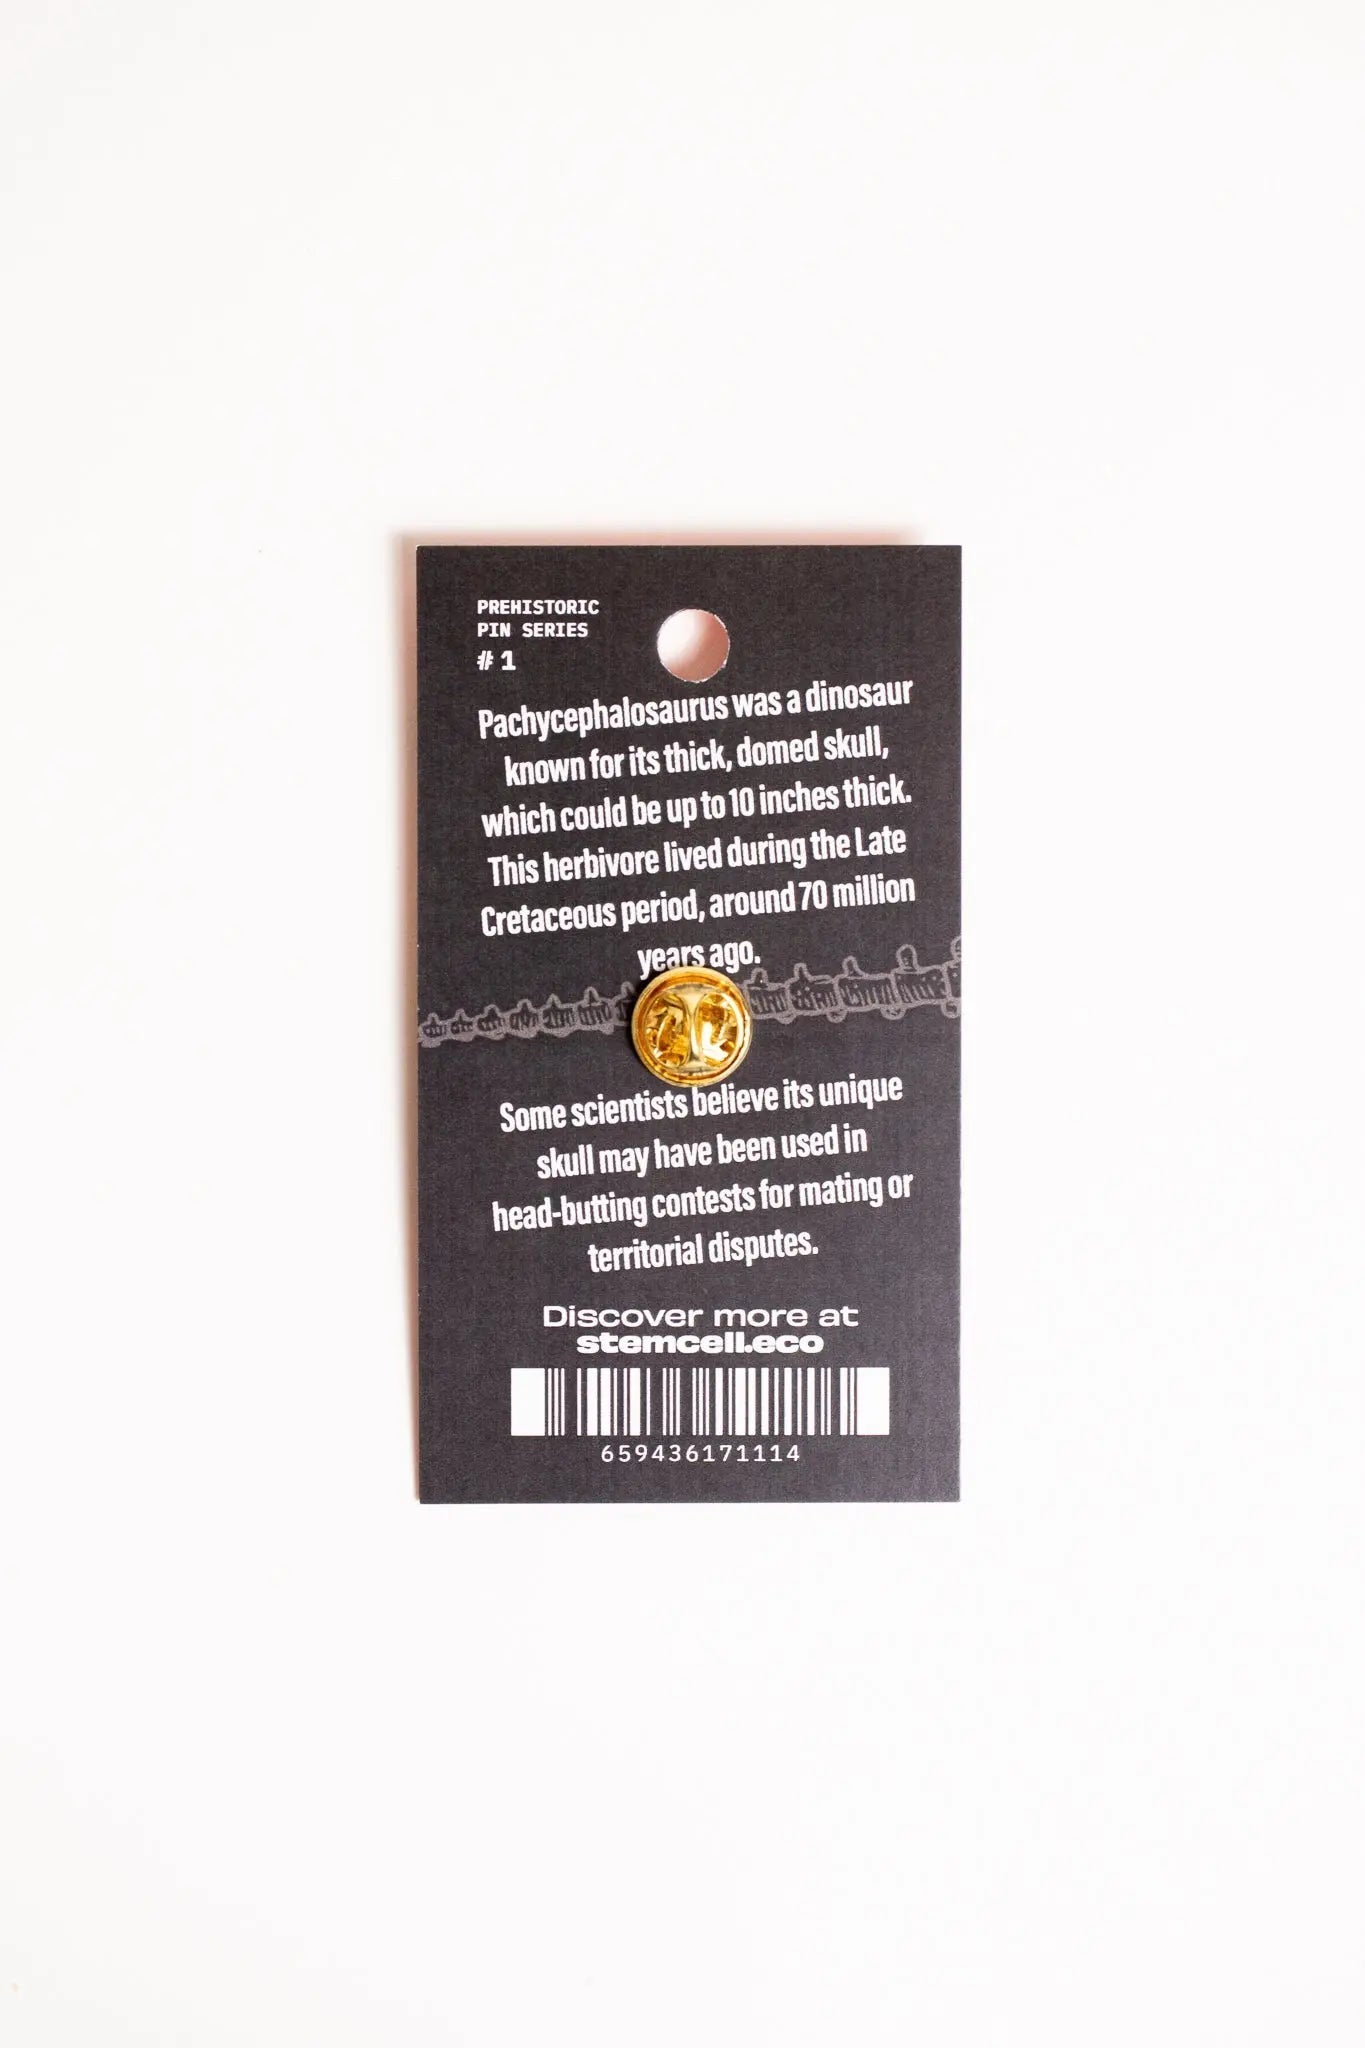 PREHISTORIC
PIN SERIES
# 1
Pachycephalosaurus was a dinosaur
known for its thick, domed skull,
which could be up to 10 inches thick.
This herbivore lived during the Late
Cretaceous period, around 70 million
years ago.
Some scientists believe its unique
skull may have been used in
head-butting contests for mating or
territorial disputes.
Discover more at
stemcell.eco
659436171114